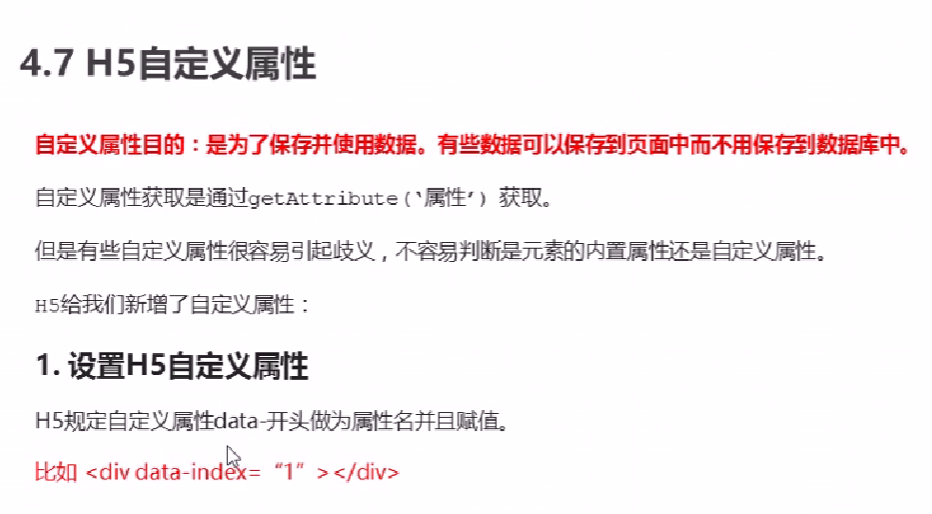 4.7 H5自定义属性
自定义属性目的：是为了保存并使用数据。有些数据可以保存到页面中而不用保存到数据库中。
自定义属性获取是通过getAttribute(‘属性’) 获取。
但是有些自定义属性很容易引起歧义，不容易判断是元素的内置属性还是自定义属性。
H5给我们新增了自定义属性：
1. 设置H5自定义属性
H5规定自定义属性data-开头做为属性名并且赋值。
比如 <div data-index=“1”></div>